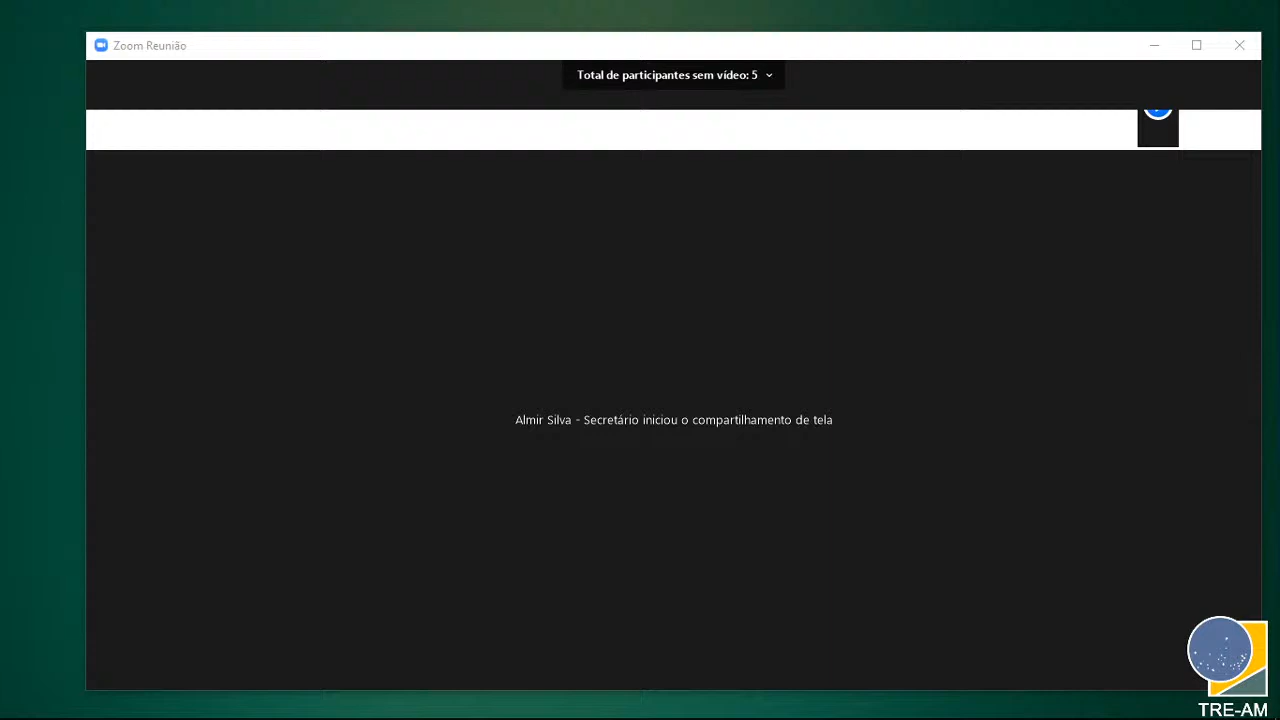 Zoom Reunião
Total de participantes sem vídeo: 5
Almir Silva - Secretário iniciou o compartilhamento de tela
TRE-AM